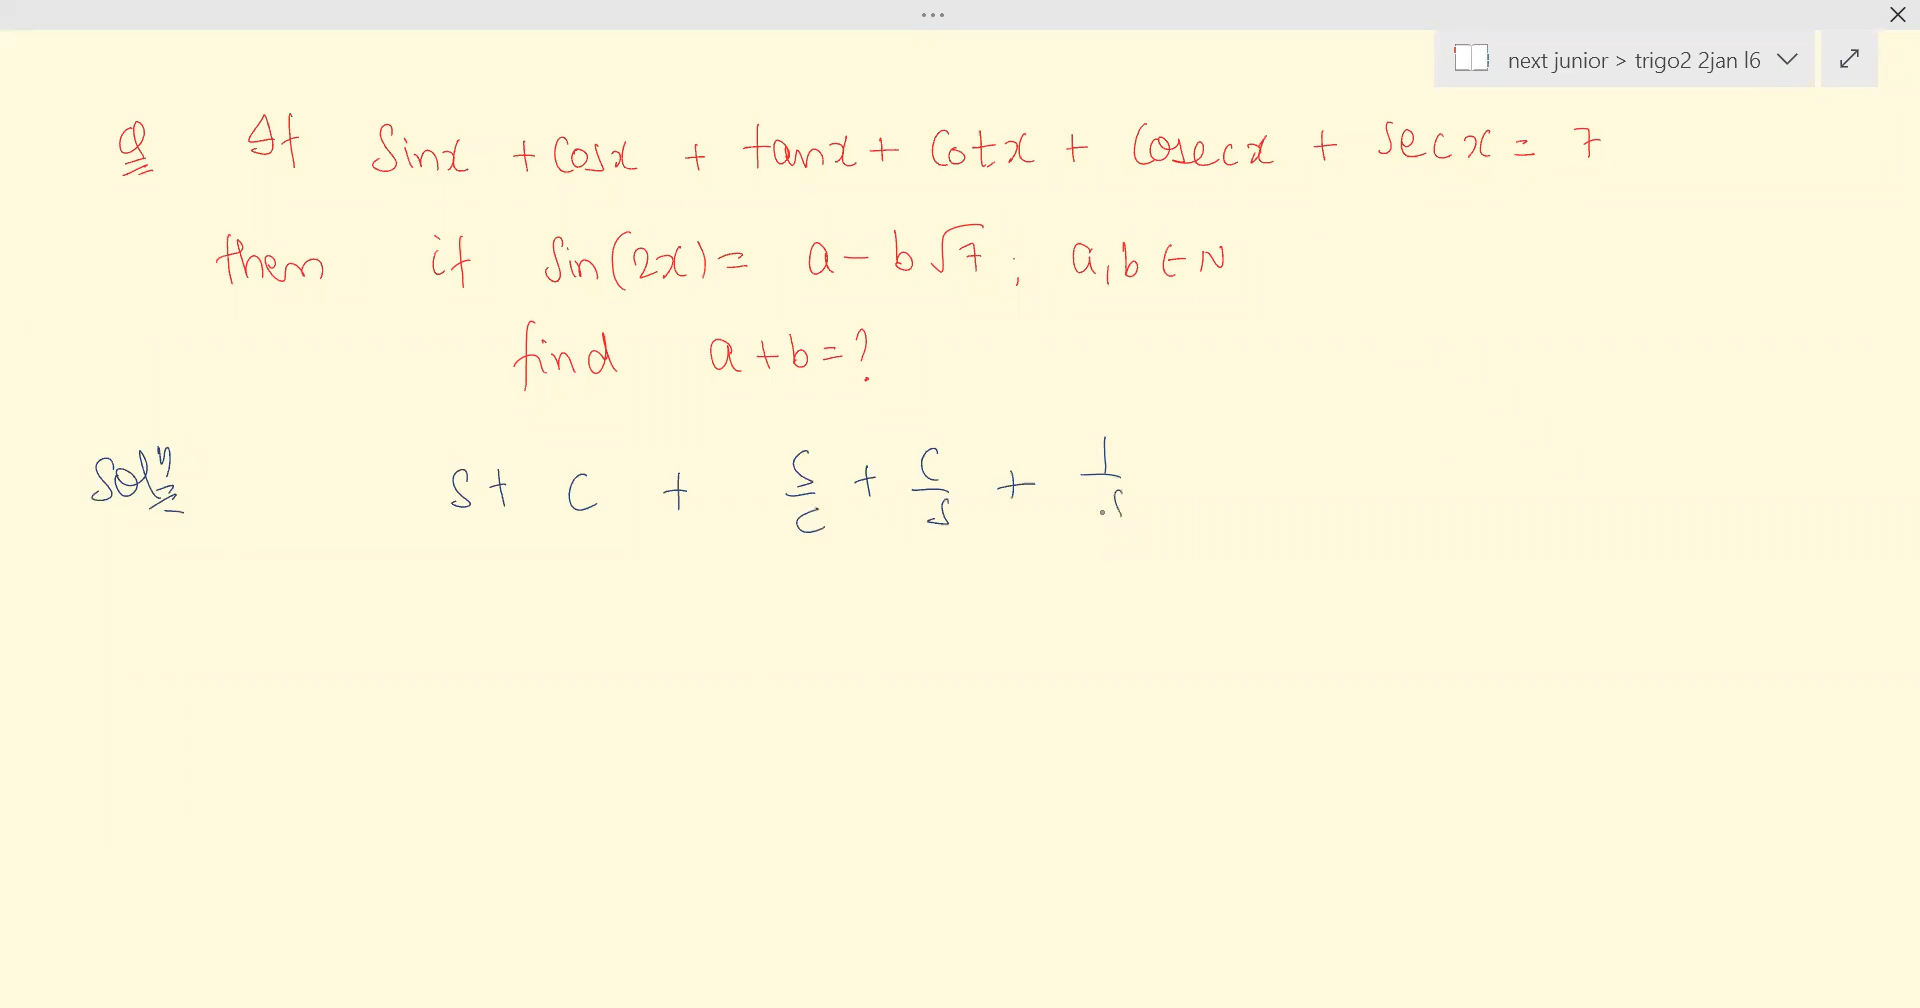 ...
next junior > trigo2 2jan l6
Q If Sinx + Cosx + tanx + Cotx + Cosecx + Secx = 7
then if Sin(2x) = a - b√7 ; a,b ∈ N
find a + b = ?
Solⁿ S + C + S/C + C/S + 1/S